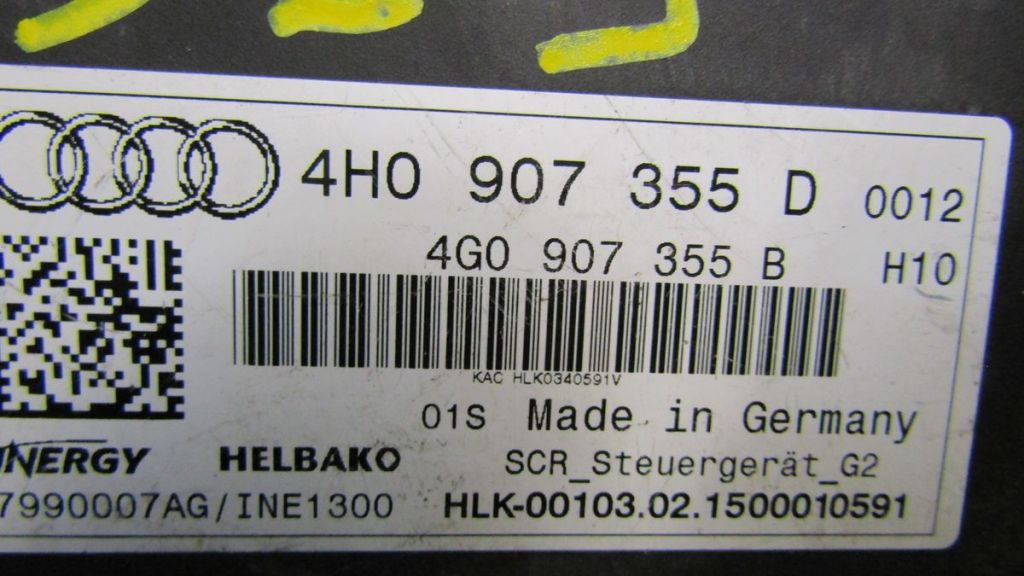 4H0 907 355 D 0012
4G0 907 355 B H10
KAC HLK0340591V
01S Made in Germany
INERGY HELBAKO SCR_Steuergerät_G2
7990007AG/INE1300 HLK-00103.02.1500010591